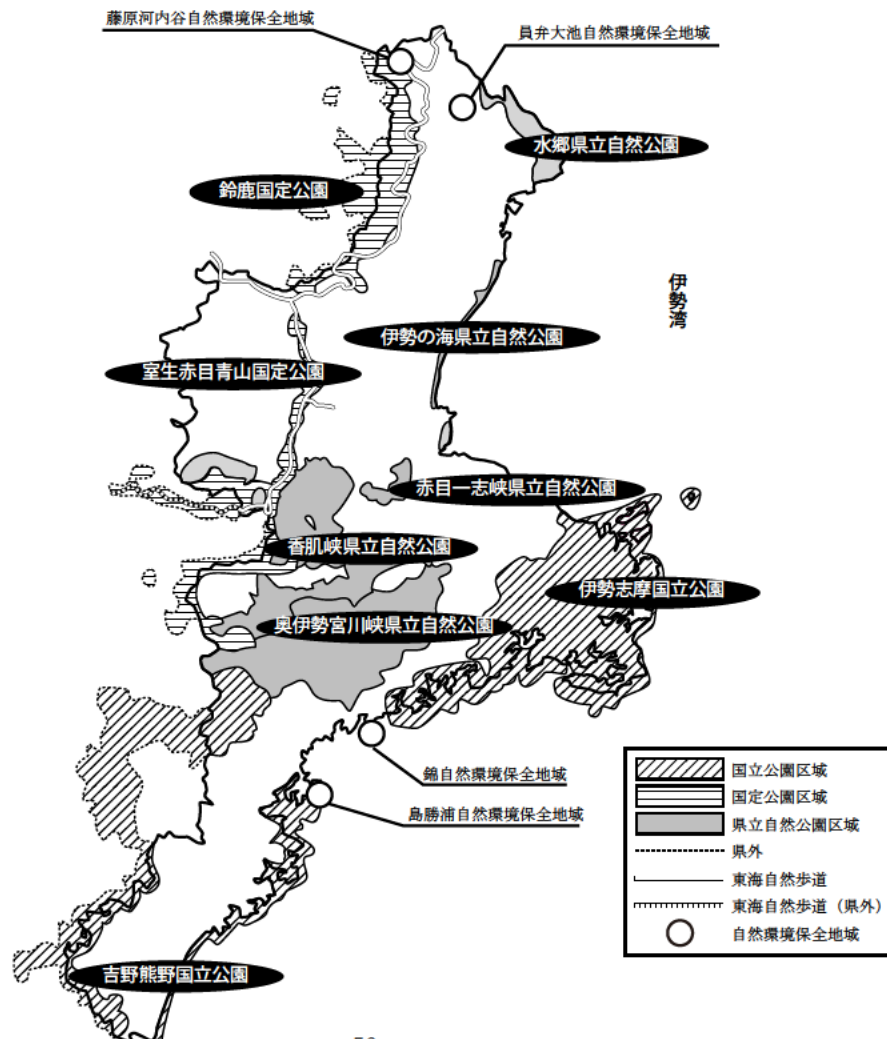 藤原河内谷自然環境保全地域
員弁大池自然環境保全地域
水郷県立自然公園
鈴鹿国定公園
伊勢湾
伊勢の海県立自然公園
室生赤目青山国定公園
赤目一志峡県立自然公園
香肌峡県立自然公園
伊勢志摩国立公園
奥伊勢宮川峡県立自然公園
錦自然環境保全地域
島勝浦自然環境保全地域
吉野熊野国立公園
国立公園区域
国定公園区域
県立自然公園区域
県外
東海自然歩道
東海自然歩道（県外）
自然環境保全地域